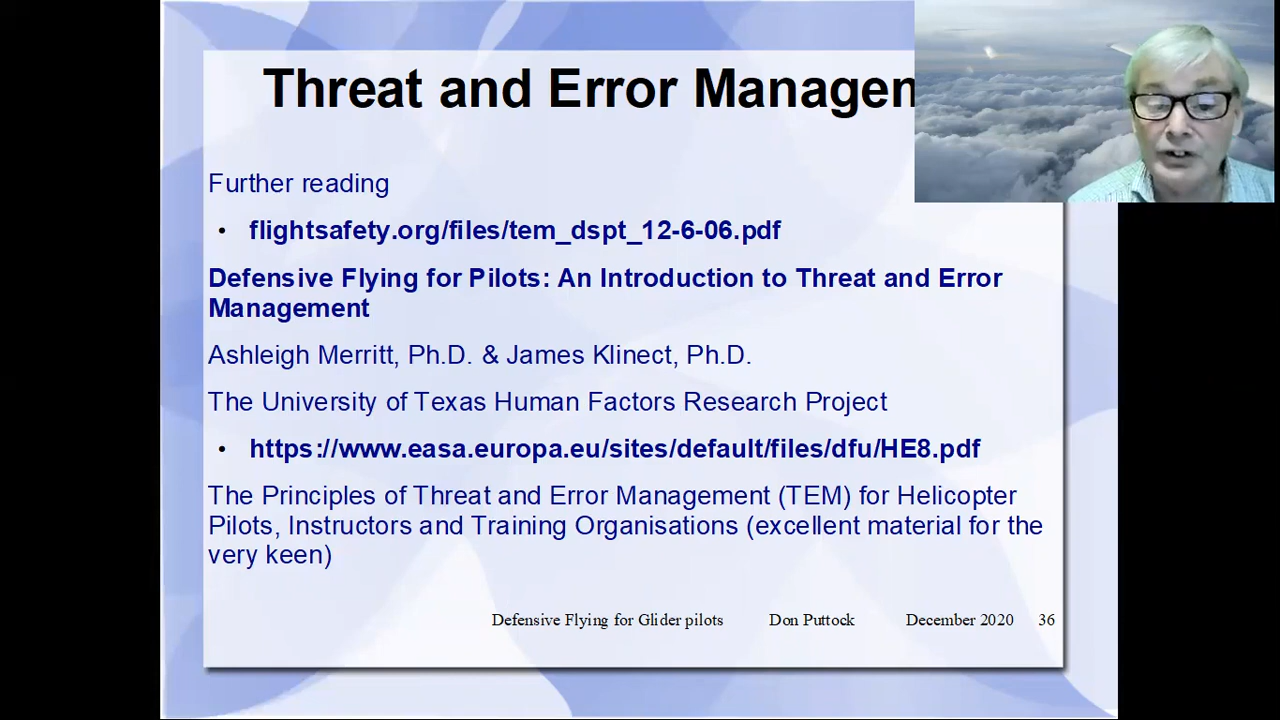 Threat and Error Managem
Further reading
• flightsafety.org/files/tem_dspt_12-6-06.pdf
Defensive Flying for Pilots: An Introduction to Threat and Error
Management
Ashleigh Merritt, Ph.D. & James Klinect, Ph.D.
The University of Texas Human Factors Research Project
• https://www.easa.europa.eu/sites/default/files/dfu/HE8.pdf
The Principles of Threat and Error Management (TEM) for Helicopter
Pilots, Instructors and Training Organisations (excellent material for the
very keen)
Defensive Flying for Glider pilots Don Puttock December 2020 36